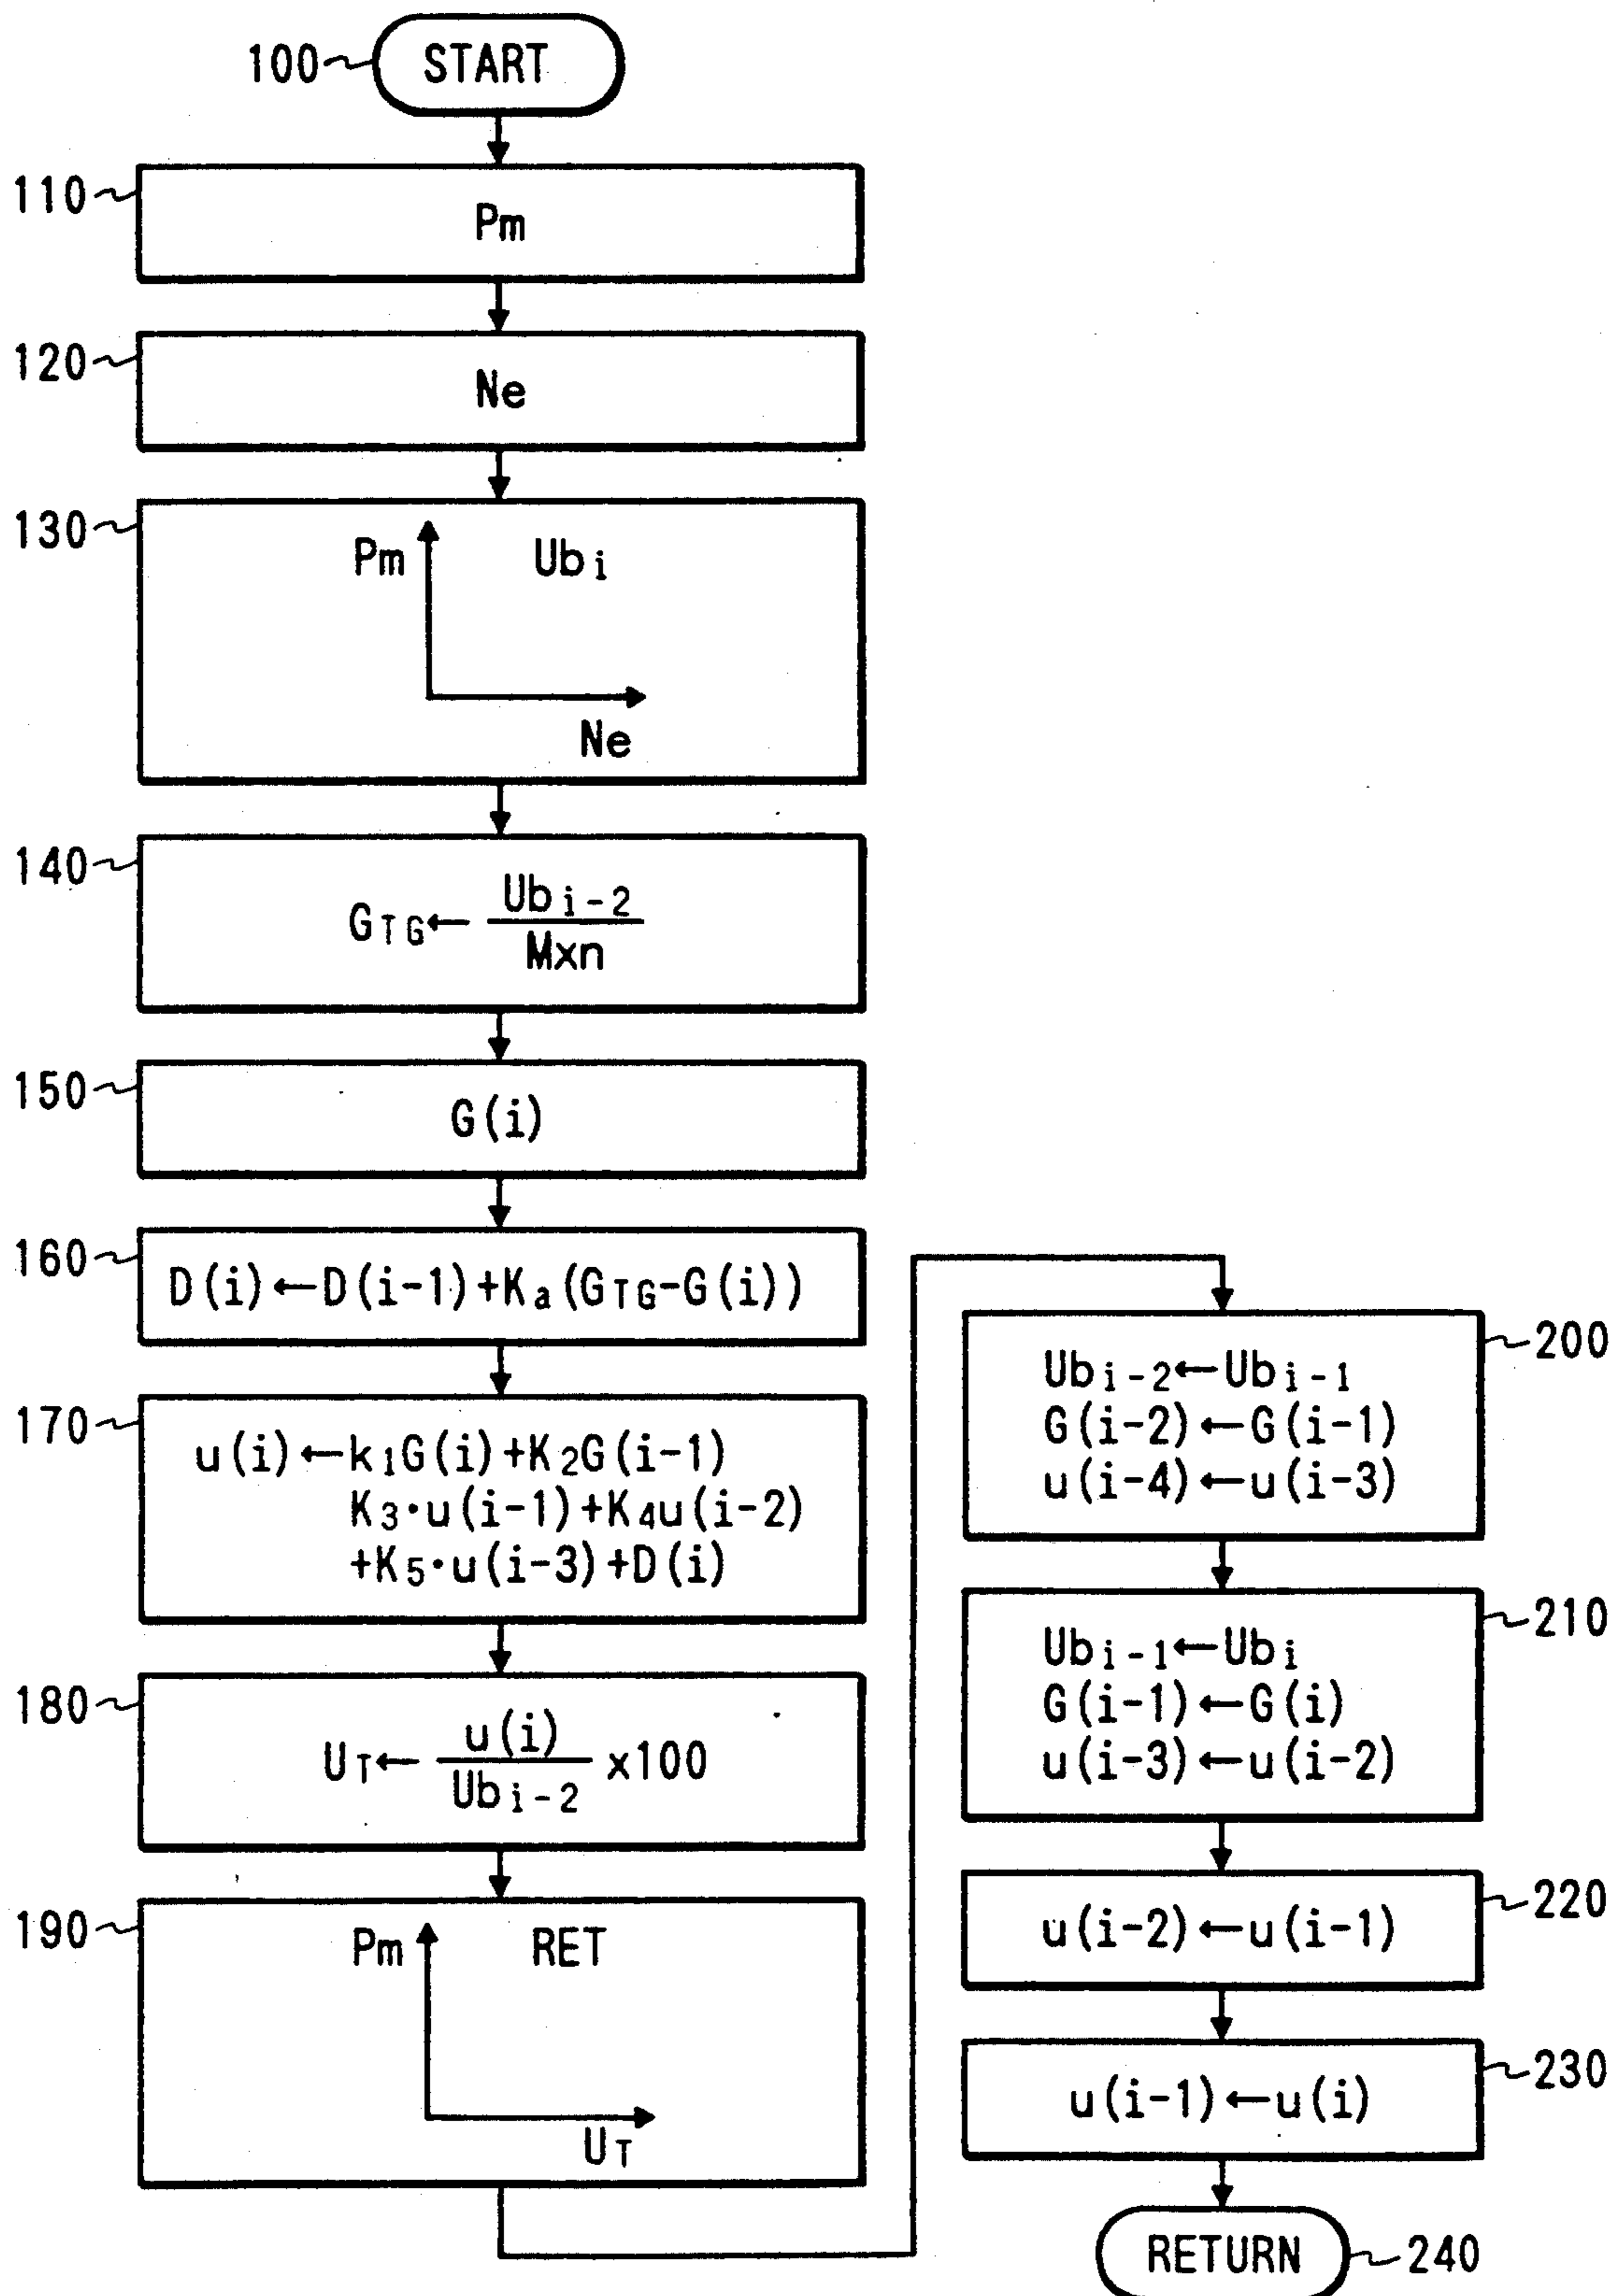 100 START
110 Pm
120 Ne
130 Pm Ubi
Ne
140 GTG← Ubi-2
Mxn
150 G(i)
160 D(i)←D(i-1)+Ka(GTG-G(i))
170 u(i)←k1G(i)+K2G(i-1)
K3·u(i-1)+K4u(i-2)
+K5·u(i-3)+D(i)
180 UT← u(i) x100
Ubi-2
190 Pm RET
UT
200
Ubi-2←Ubi-1
G(i-2)←G(i-1)
u(i-4)←u(i-3)
210
Ubi-1←Ubi
G(i-1)←G(i)
u(i-3)←u(i-2)
220
u(i-2)←u(i-1)
230
u(i-1)←u(i)
RETURN 240